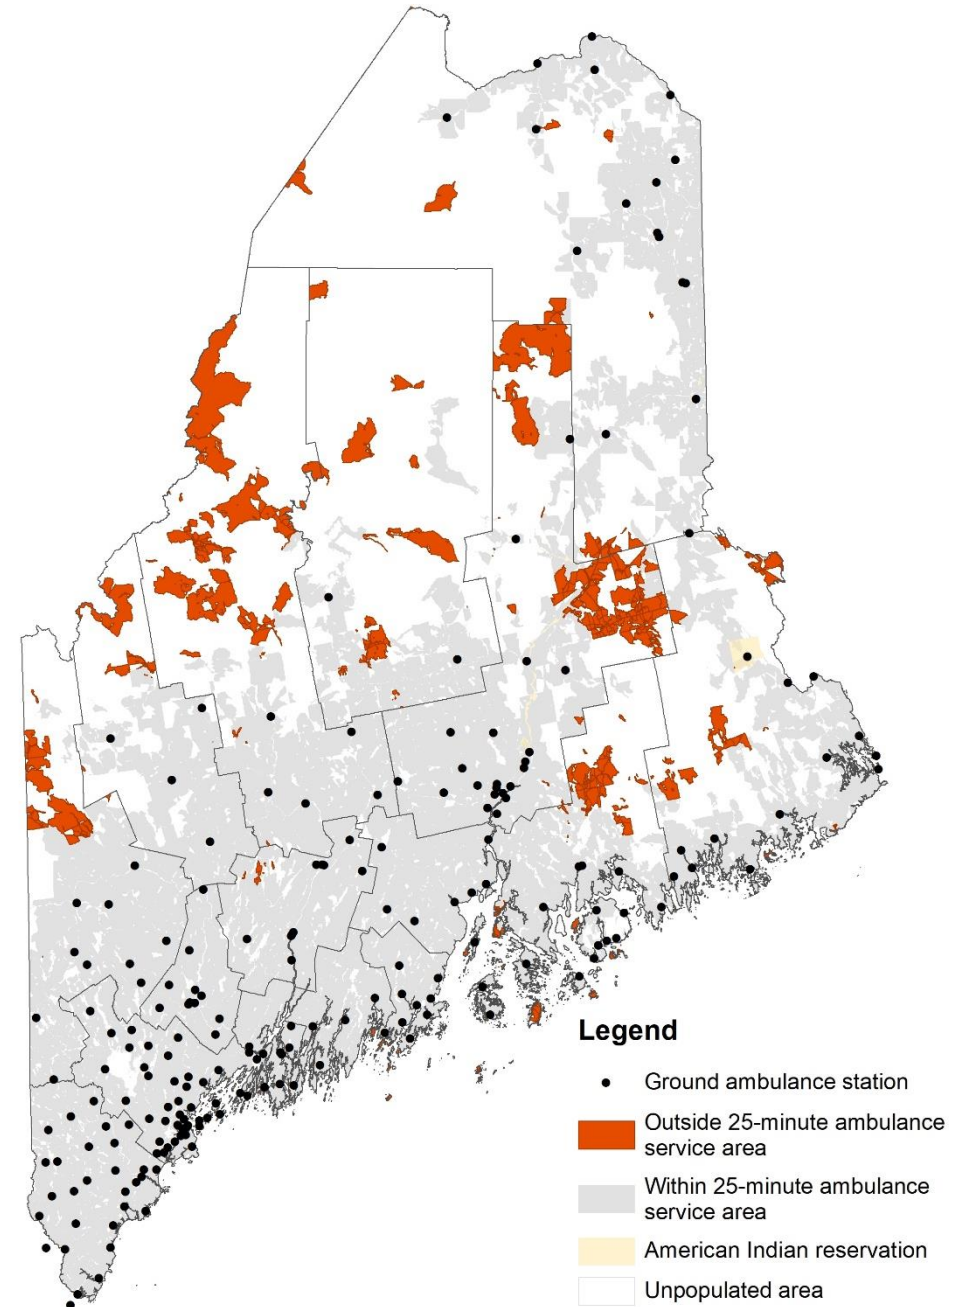 Legend
Ground ambulance station
Outside 25-minute ambulance
service area
Within 25-minute ambulance
service area
American Indian reservation
Unpopulated area